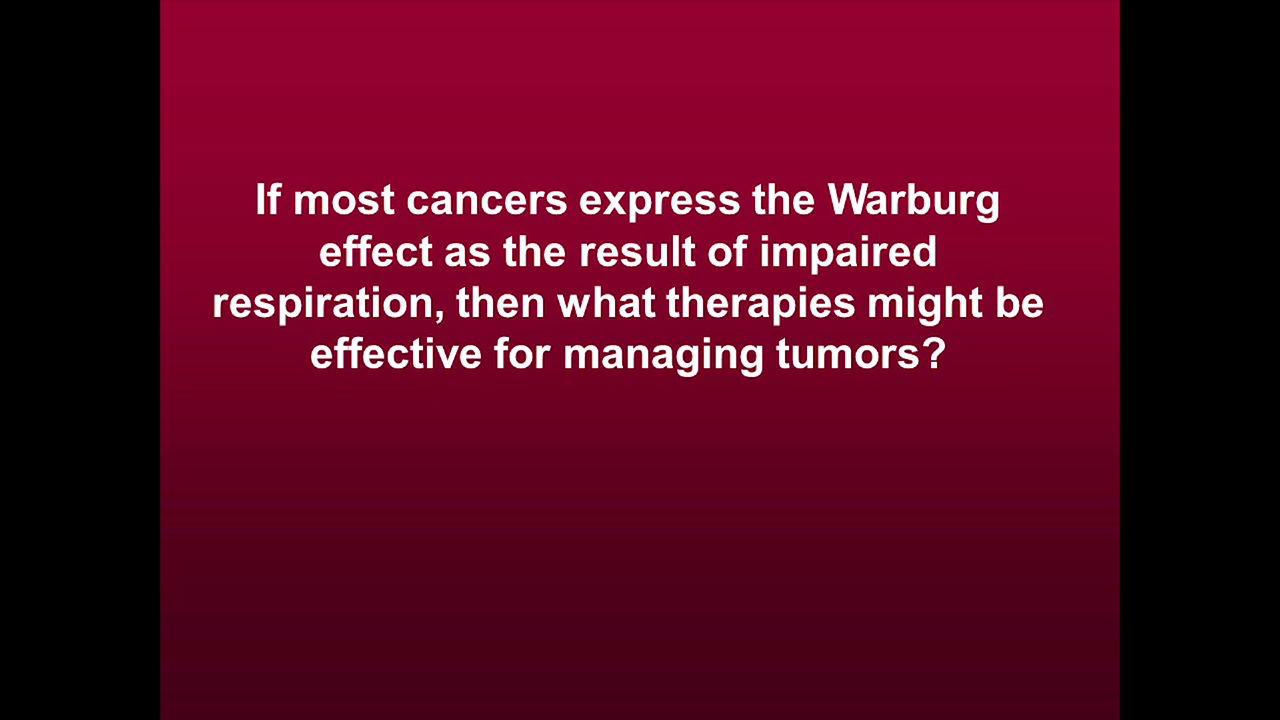 If most cancers express the Warburg
effect as the result of impaired
respiration, then what therapies might be
effective for managing tumors?